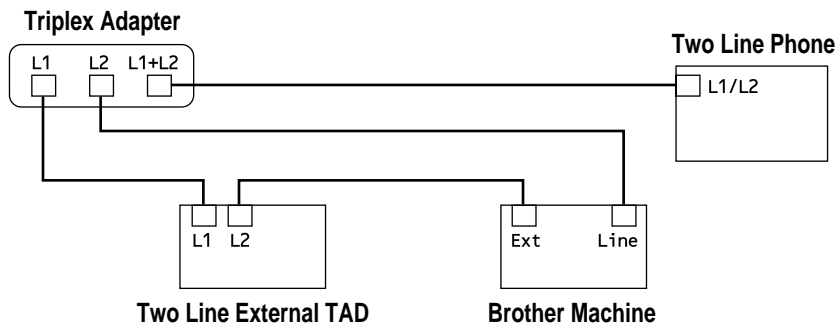 Triplex Adapter
Two Line Phone
L1 L2 L1+L2
L1/L2
L1 L2
Ext Line
Two Line External TAD
Brother Machine